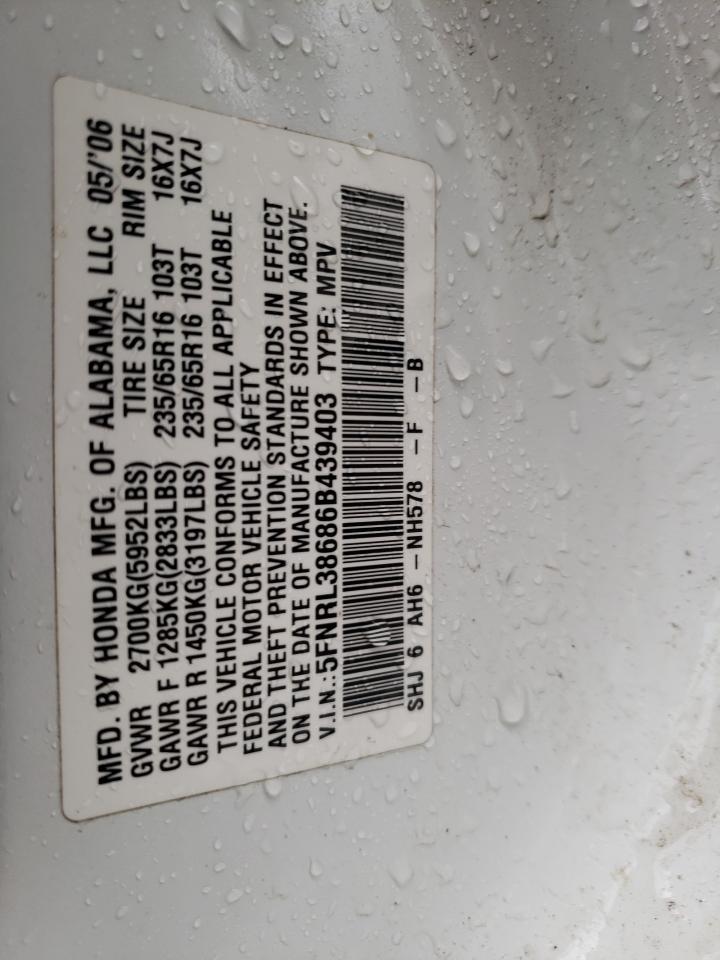 MFD. BY HONDA MFG. OF ALABAMA, LLC 05/'06
GVWR 2700KG(5952LBS) TIRE SIZE RIM SIZE
GAWR F 1285KG(2833LBS) 235/65R16 103T 16X7J
GAWR R 1450KG(3197LBS) 235/65R16 103T 16X7J
THIS VEHICLE CONFORMS TO ALL APPLICABLE
FEDERAL MOTOR VEHICLE SAFETY
AND THEFT PREVENTION STANDARDS IN EFFECT
ON THE DATE OF MANUFACTURE SHOWN ABOVE.
V.I.N.:5FNRL38686B439403 TYPE: MPV
SHJ 6 AH6 -NH578 -F -B